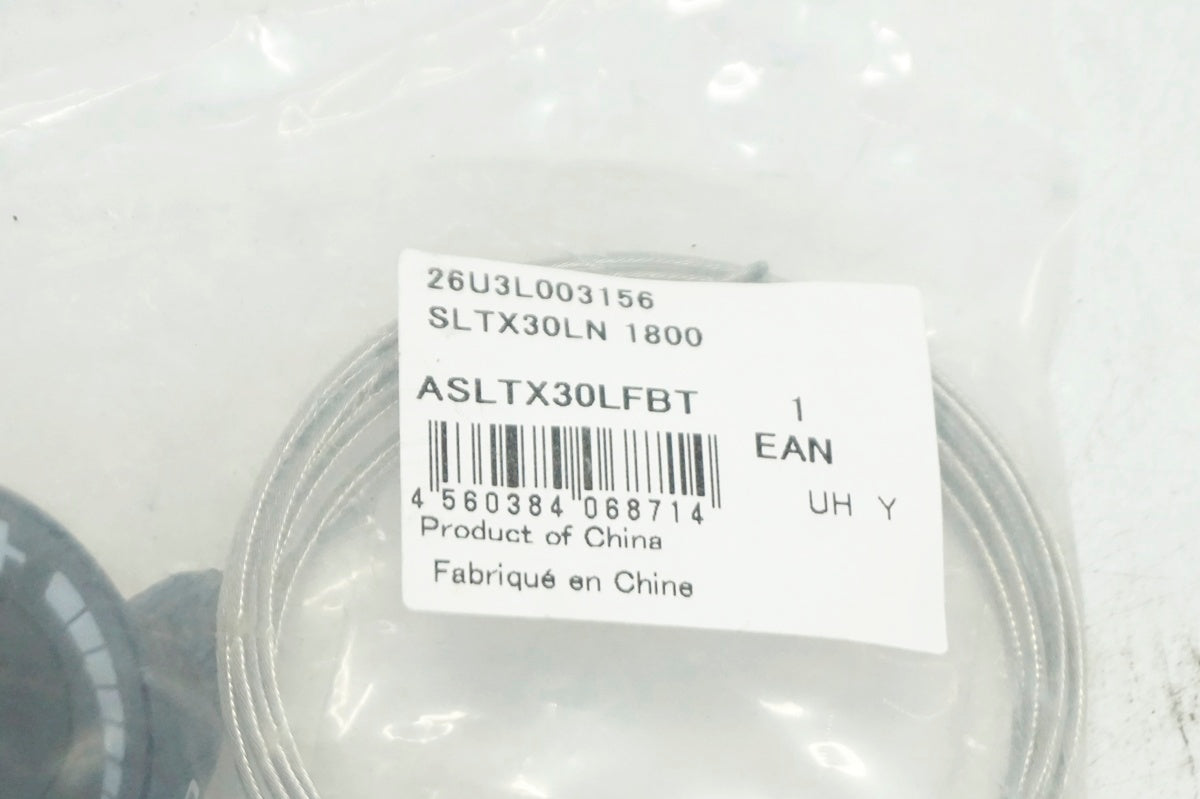 26U3L003156
SLTX30LN 1800
ASLTX30LFBT 1
EAN
4 560384 068714
UH Y
Product of China
Fabriqué en Chine